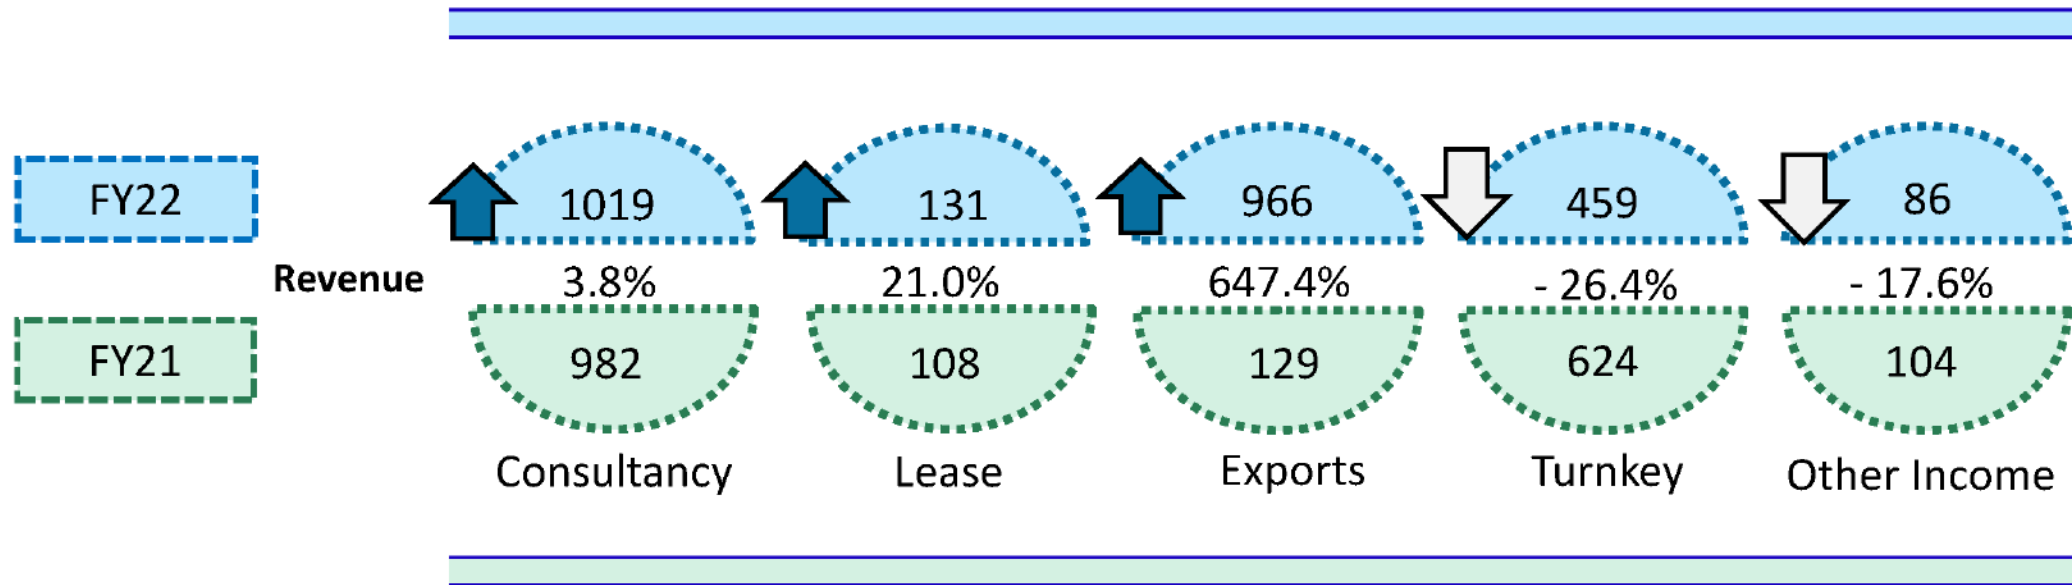 FY22
1019 131 966 459 86
Revenue 3.8% 21.0% 647.4% - 26.4% - 17.6%
FY21
982 108 129 624 104
Consultancy Lease Exports Turnkey Other Income